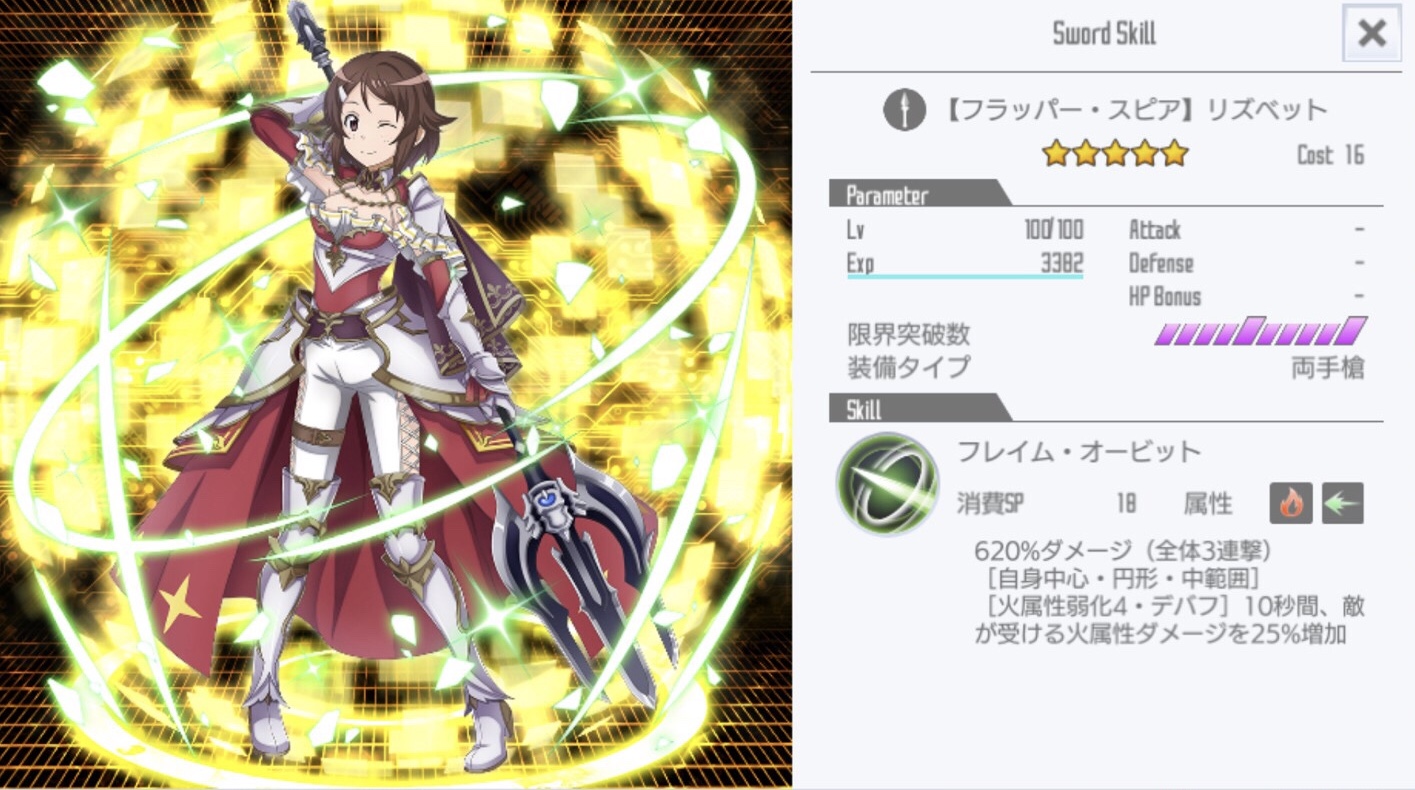 Sword Skill
【フラッパー・スピア】リズベット
Cost 16
Parameter
Lv 100/100 Attack -
Exp 3382 Defense -
HP Bonus -
限界突破数
装備タイプ 両手槍
Skill
フレイム・オービット
消費SP 18 属性
620%ダメージ（全体3連撃）
［自身中心・円形・中範囲］
［火属性弱化4・デバフ］10秒間、敵
が受ける火属性ダメージを25%増加